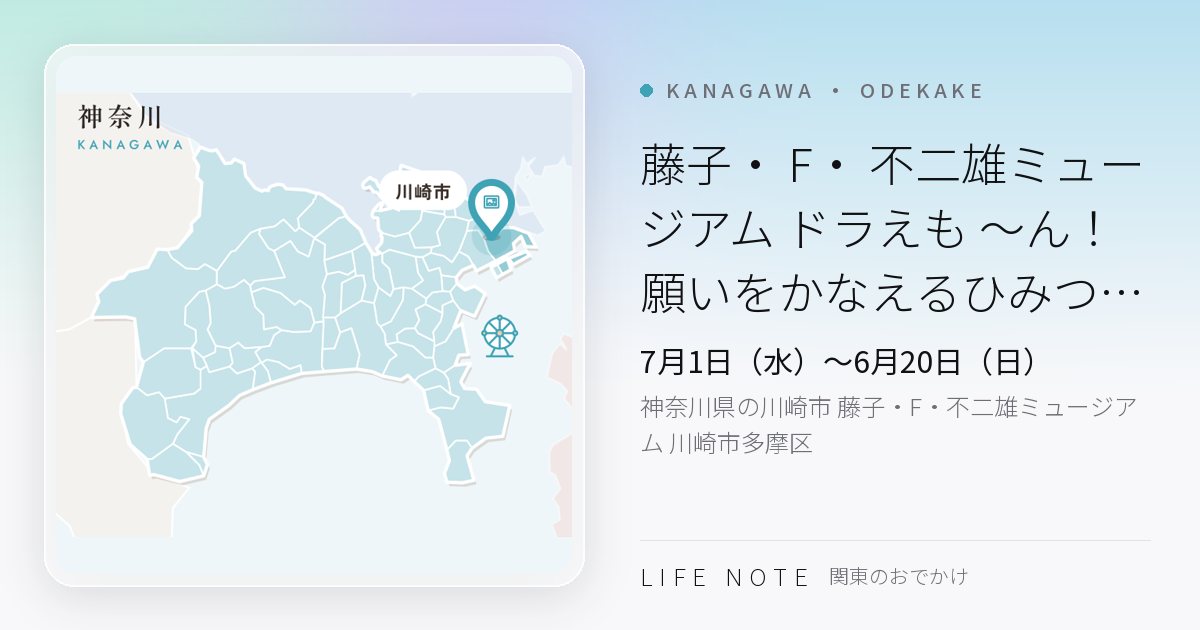 神奈川
KANAGAWA
川崎市
KANAGAWA • ODEKAKE
藤子・F・不二雄ミュー
ジアム ドラえも 〜ん！
願いをかなえるひみつ…
7月1日（水）〜6月20日（日）
神奈川県の川崎市 藤子・F・不二雄ミュージア
ム 川崎市多摩区
LIFE NOTE 関東のおでかけ